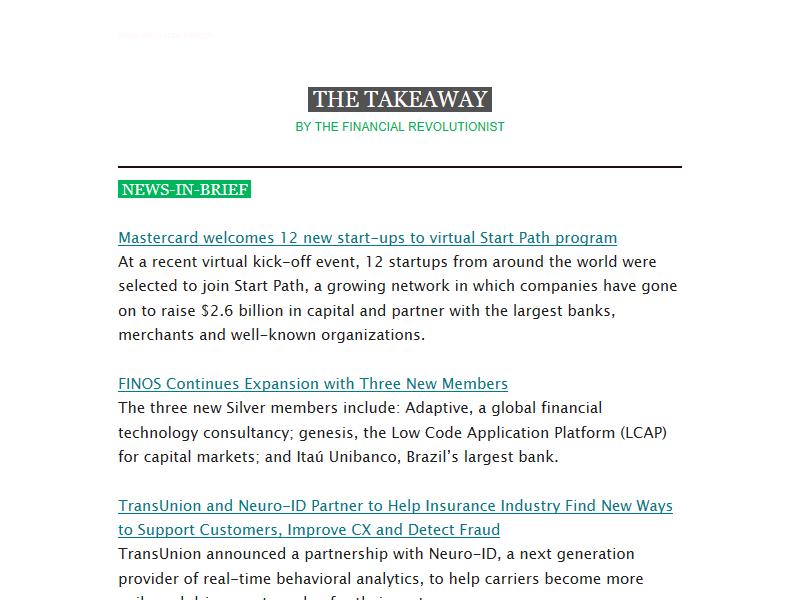 THE TAKEAWAY
BY THE FINANCIAL REVOLUTIONIST
NEWS-IN-BRIEF
Mastercard welcomes 12 new start-ups to virtual Start Path program
At a recent virtual kick-off event, 12 startups from around the world were
selected to join Start Path, a growing network in which companies have gone
on to raise $2.6 billion in capital and partner with the largest banks,
merchants and well-known organizations.
FINOS Continues Expansion with Three New Members
The three new Silver members include: Adaptive, a global financial
technology consultancy; genesis, the Low Code Application Platform (LCAP)
for capital markets; and Itaú Unibanco, Brazil's largest bank.
TransUnion and Neuro-ID Partner to Help Insurance Industry Find New Ways
to Support Customers, Improve CX and Detect Fraud
TransUnion announced a partnership with Neuro-ID, a next generation
provider of real-time behavioral analytics, to help carriers become more